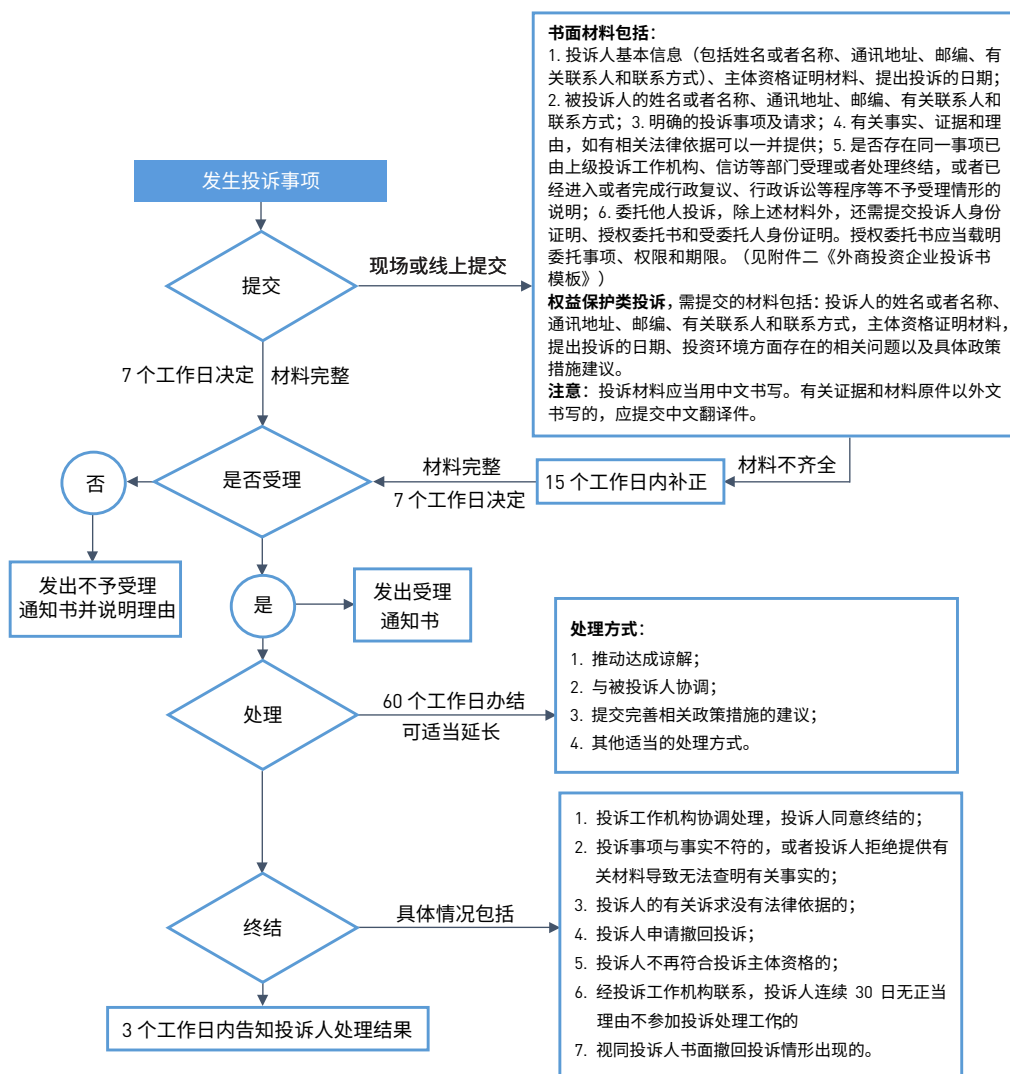 书面材料包括：
1. 投诉人基本信息（包括姓名或者名称、通讯地址、邮编、有
关联系人和联系方式）、主体资格证明材料、提出投诉的日期；
2. 被投诉人的姓名或者名称、通讯地址、邮编、有关联系人和
联系方式；3. 明确的投诉事项及请求；4. 有关事实、证据和理
由，如有相关法律依据可以一并提供；5. 是否存在同一事项已
由上级投诉工作机构、信访等部门受理或者处理终结，或者已
经进入或者完成行政复议、行政诉讼等程序等不予受理情形的
说明；6. 委托他人投诉，除上述材料外，还需提交投诉人身份
证明、授权委托书和受委托人身份证明。授权委托书应当载明
委托事项、权限和期限。（见附件二《外商投资企业投诉书
模板》）
权益保护类投诉，需提交的材料包括：投诉人的姓名或者名称、
通讯地址、邮编、有关联系人和联系方式，主体资格证明材料，
提出投诉的日期、投资环境方面存在的相关问题以及具体政策
措施建议。
注意：投诉材料应当用中文书写。有关证据和材料原件以外文
书写的，应提交中文翻译件。
发生投诉事项
提交
现场或线上提交
7 个工作日决定
材料完整
材料不齐全
15 个工作日内补正
材料完整
7 个工作日决定
是否受理
否
发出不予受理
通知书并说明理由
是
发出受理
通知书
处理
60 个工作日办结
可适当延长
处理方式：
1. 推动达成谅解；
2. 与被投诉人协调；
3. 提交完善相关政策措施的建议；
4. 其他适当的处理方式。
终结
具体情况包括
1. 投诉工作机构协调处理，投诉人同意终结的；
2. 投诉事项与事实不符的，或者投诉人拒绝提供有
关材料导致无法查明有关事实的；
3. 投诉人的有关诉求没有法律依据的；
4. 投诉人申请撤回投诉；
5. 投诉人不再符合投诉主体资格的；
6. 经投诉工作机构联系，投诉人连续 30 日无正当
理由不参加投诉处理工作的；
7. 视同投诉人书面撤回投诉情形出现的。
3 个工作日内告知投诉人处理结果